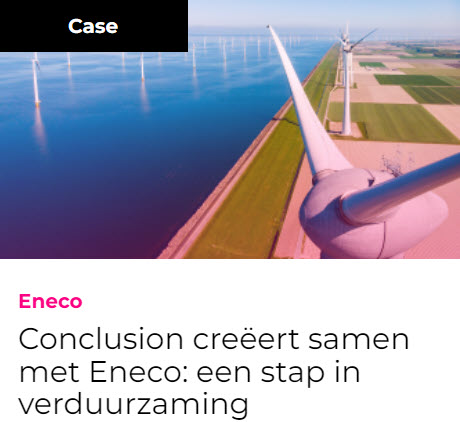 Case
Eneco
Conclusion creëert samen
met Eneco: een stap in
verduurzaming